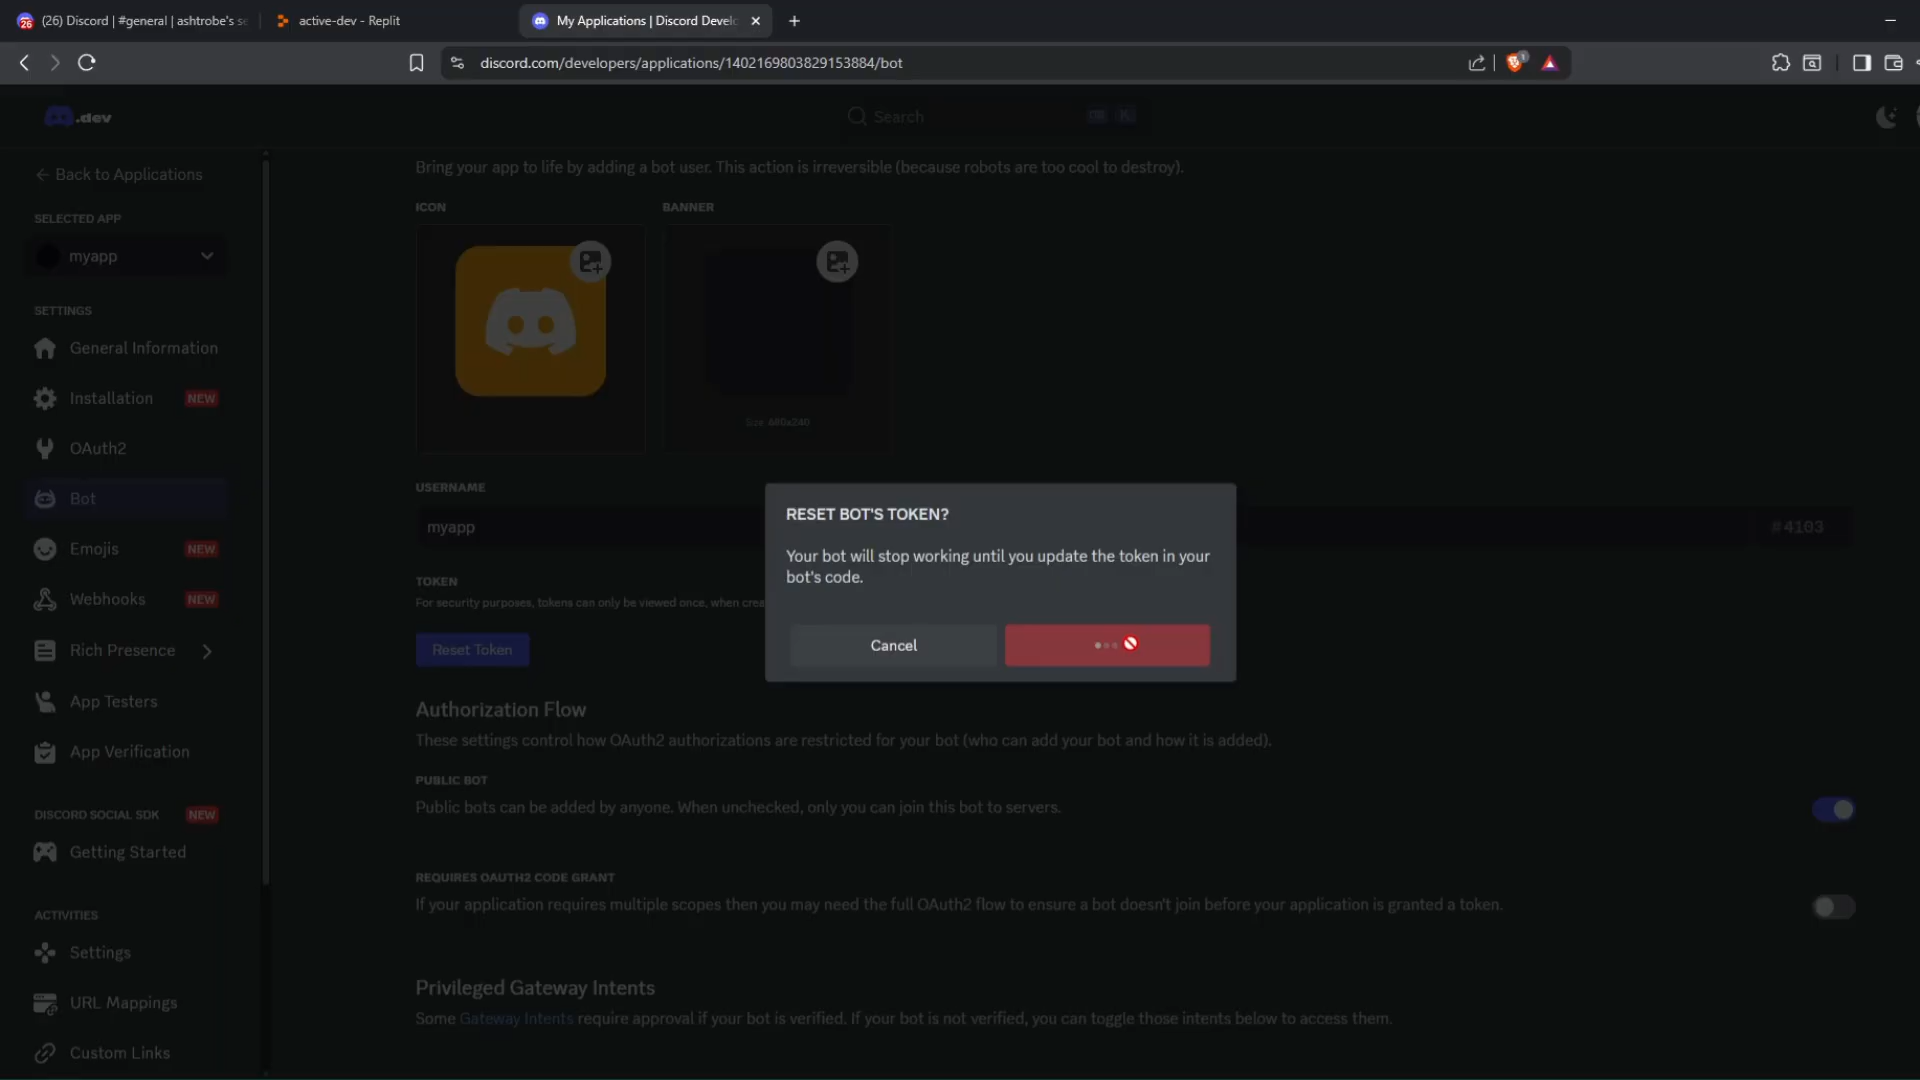 26
(26) Discord | #general | ashtrobe's se
active-dev - Replit
My Applications | Discord Devel
discord.com/developers/applications/1402169803829153884/bot
1
.dev
Search
K
Back to Applications
Bring your app to life by adding a bot user. This action is irreversible (because robots are too cool to destroy).
SELECTED APP
myapp
ICON
BANNER
Size: 680x240
SETTINGS
General Information
Installation NEW
OAuth2
Bot
Emojis NEW
Webhooks NEW
Rich Presence
App Testers
App Verification
DISCORD SOCIAL SDK NEW
Getting Started
ACTIVITIES
Settings
URL Mappings
Custom Links
USERNAME
myapp
#4103
TOKEN
For security purposes, tokens can only be viewed once, when crea
Reset Token
RESET BOT'S TOKEN?
Your bot will stop working until you update the token in your
bot's code.
Cancel
Authorization Flow
These settings control how OAuth2 authorizations are restricted for your bot (who can add your bot and how it is added).
PUBLIC BOT
Public bots can be added by anyone. When unchecked, only you can join this bot to servers.
REQUIRES OAUTH2 CODE GRANT
If your application requires multiple scopes then you may need the full OAuth2 flow to ensure a bot doesn't join before your application is granted a token.
Privileged Gateway Intents
Some Gateway Intents require approval if your bot is verified. If your bot is not verified, you can toggle those intents below to access them.